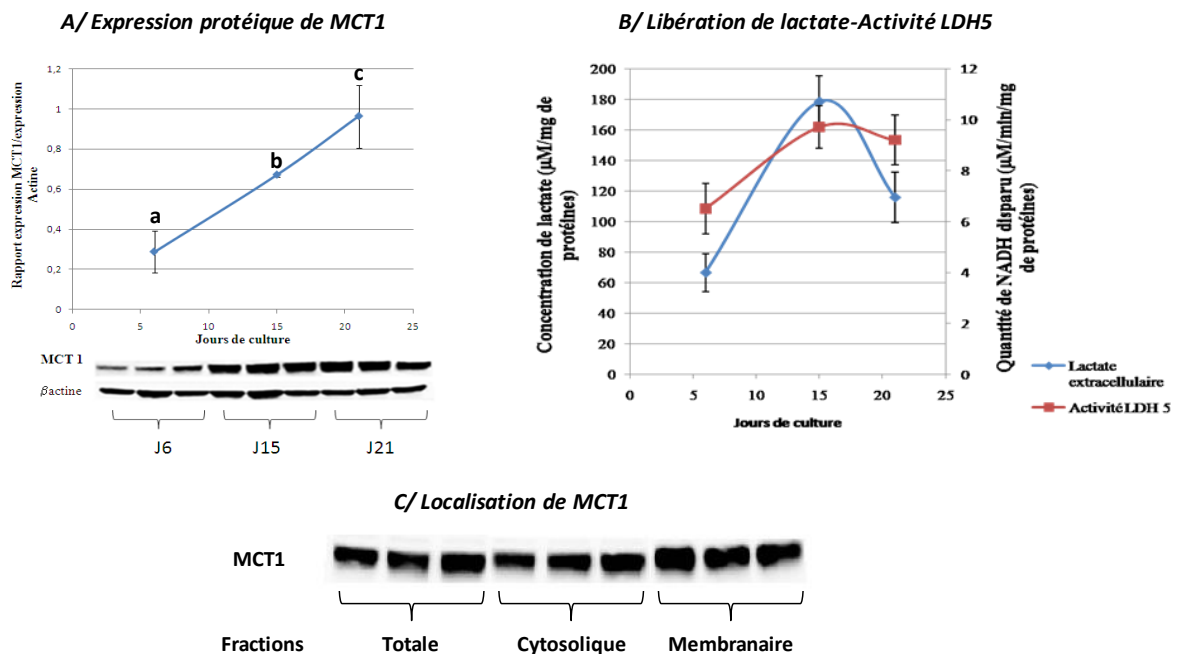 A/ Expression protéique de MCT1
Rapport expression MCT1/expression
Actine
1,2
1
0,8
0,6
0,4
0,2
0
a
b
c
0
5
10
15
20
25
Jours de culture
MCT 1
βactine
J6
J15
J21
B/ Libération de lactate-Activité LDH5
Concentration de lactate (µM/mg de
protéines)
200
180
160
140
120
100
80
60
40
20
0
12
10
8
6
4
2
0
Quantité de NADH disparu (µM/min/mg
de protéines)
0
5
10
15
20
25
Jours de culture
Lactate
extracellulaire
Activité LDH 5
C/ Localisation de MCT1
MCT1
Fractions
Totale
Cytosolique
Membranaire